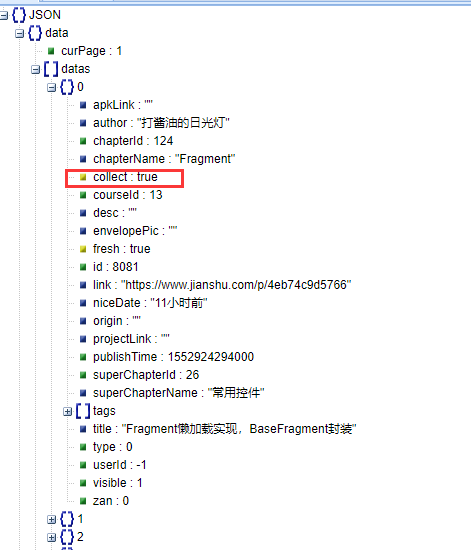 JSON
data
curPage : 1
datas
0
apkLink : ""
author : "打酱油的日光灯"
chapterId : 124
chapterName : "Fragment"
collect : true
courseId : 13
desc : ""
envelopePic : ""
fresh : true
id : 8081
link : "https://www.jianshu.com/p/4eb74c9d5766"
niceDate : "11小时前"
origin : ""
projectLink : ""
publishTime : 1552924294000
superChapterId : 26
superChapterName : "常用控件"
tags
title : "Fragment懒加载实现，BaseFragment封装"
type : 0
userId : -1
visible : 1
zan : 0
1
2